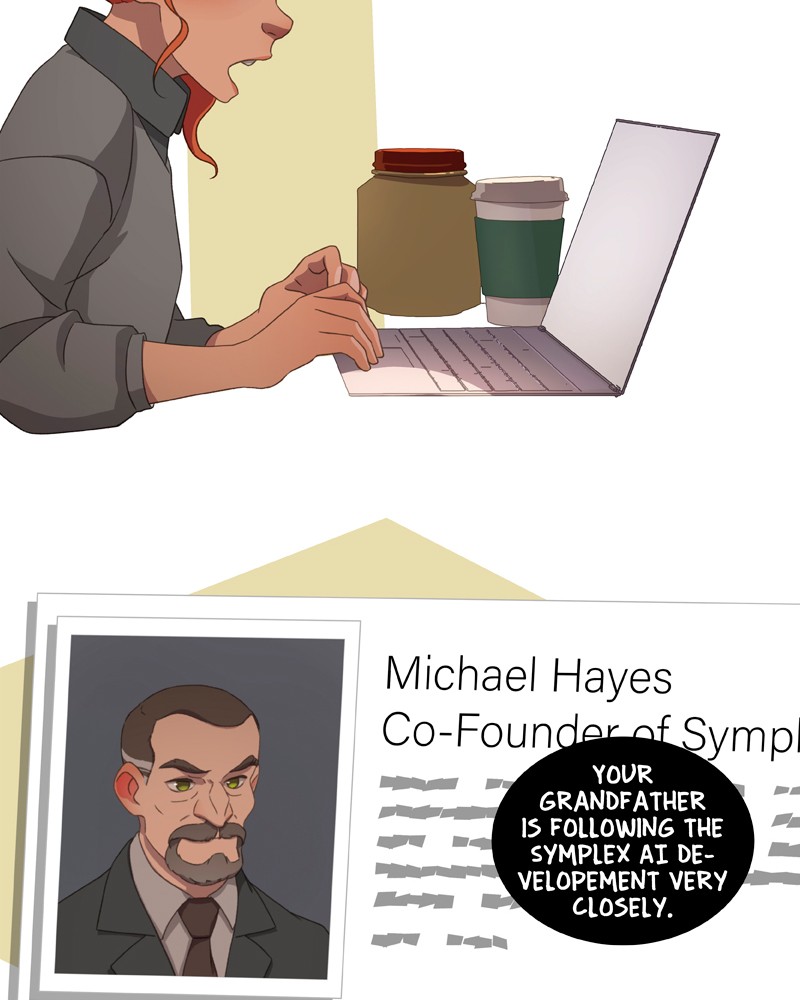 Michael Hayes
Co-Founder of Sympl
YOUR
GRANDFATHER
IS FOLLOWING THE
SYMPLEX AI DE-
VELOPEMENT VERY
CLOSELY.